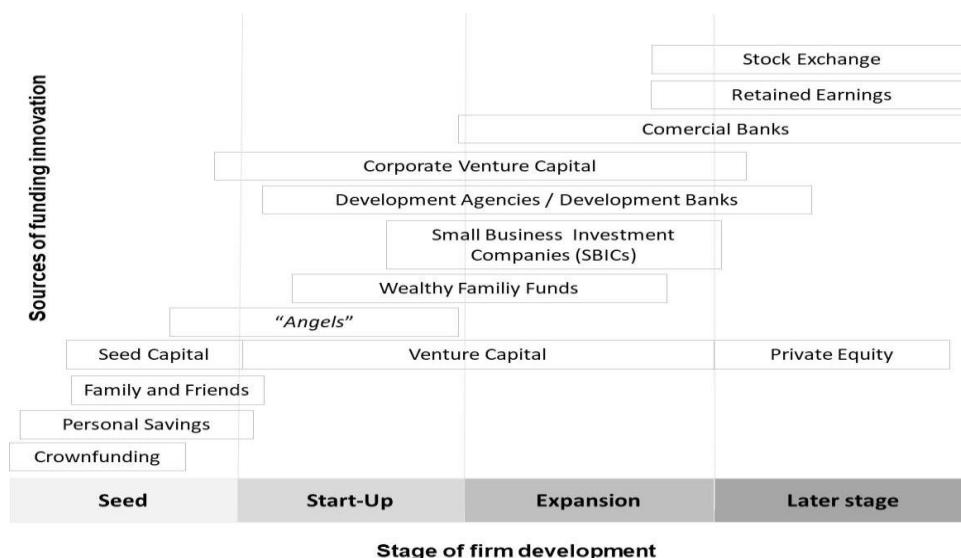 Sources of funding innovation
Stock Exchange
Retained Earnings
Comercial Banks
Corporate Venture Capital
Development Agencies / Development Banks
Small Business Investment
Companies (SBICs)
Wealthy Familiy Funds
“Angels”
Seed Capital
Venture Capital
Private Equity
Family and Friends
Personal Savings
Crownfunding
Seed
Start-Up
Expansion
Later stage
Stage of firm development